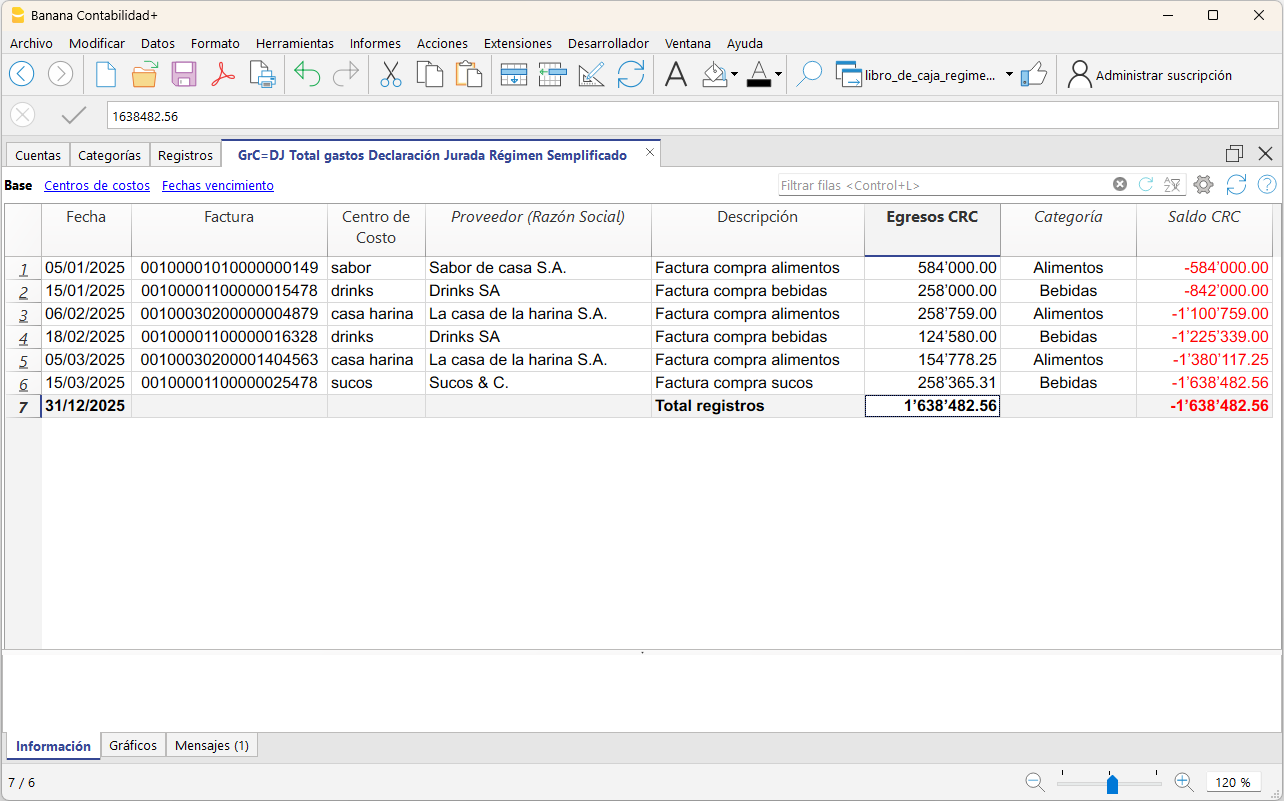 Banana Contabilidad+
Archivo Modificar Datos Formato Herramientas Informes Acciones Extensiones Desarrollador Ventana Ayuda
libro_de_caja_regime... Administrar suscripción
1638482.56
Cuentas Categorías Registros GrC=DJ Total gastos Declaración Jurada Régimen Semplificado
Base Centros de costos Fechas vencimiento Filtrar filas <Control+L>
Fecha Factura Centro de Costo Proveedor (Razón Social) Descripción Egresos CRC Categoría Saldo CRC
1 05/01/2025 00100001010000000149 sabor Sabor de casa S.A. Factura compra alimentos 584’000.00 Alimentos -584’000.00
2 15/01/2025 00100001100000015478 drinks Drinks SA Factura compra bebidas 258’000.00 Bebidas -842’000.00
3 06/02/2025 00100030200000004879 casa harina La casa de la harina S.A. Factura compra alimentos 258’759.00 Alimentos -1’100’759.00
4 18/02/2025 00100001100000016328 drinks Drinks SA Factura compra bebidas 124’580.00 Bebidas -1’225’339.00
5 05/03/2025 00100030200001404563 casa harina La casa de la harina S.A. Factura compra alimentos 154’778.25 Alimentos -1’380’117.25
6 15/03/2025 00100001100000025478 sucos Sucos & C. Factura compra sucos 258’365.31 Bebidas -1’638’482.56
7 31/12/2025 Total registros 1’638’482.56 -1’638’482.56
Información Gráficos Mensajes (1)
7 / 6 120 %